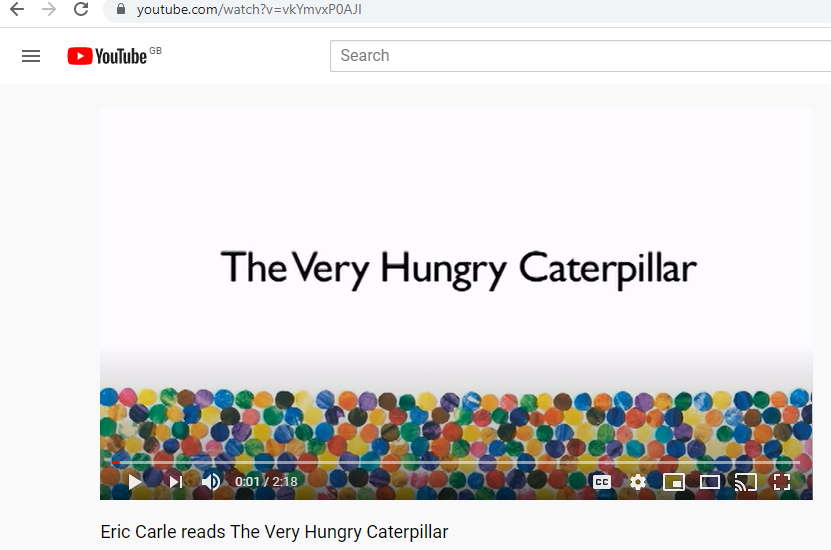 youtube.com/watch?v=vkYmvxP0AJI
YouTube GB
Search
The Very Hungry Caterpillar
0:01 / 2:18
CC
Eric Carle reads The Very Hungry Caterpillar